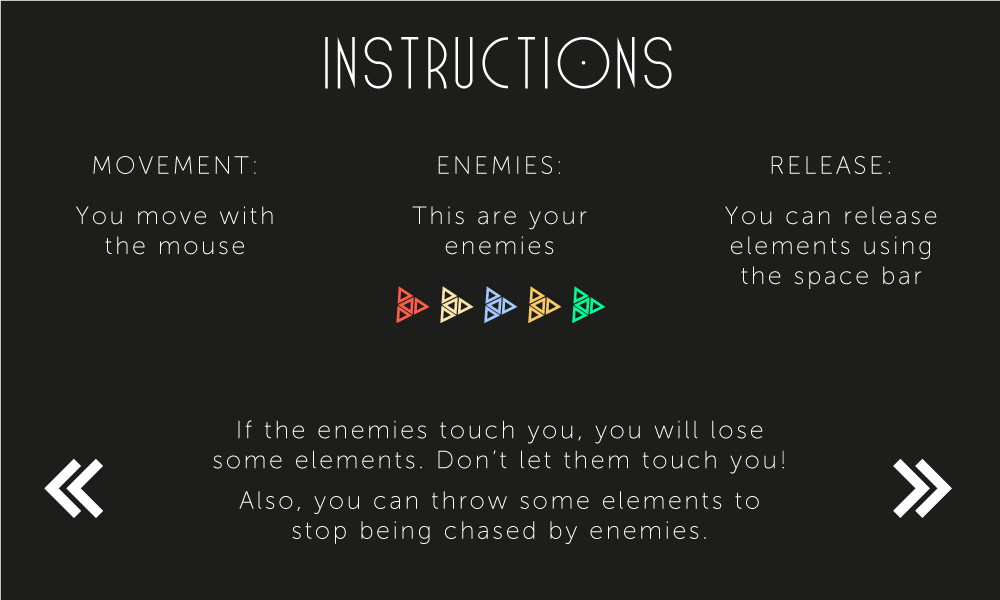 INSTRUCTIONS
MOVEMENT:
You move with
the mouse
ENEMIES:
This are your
enemies
RELEASE:
You can release
elements using
the space bar
If the enemies touch you, you will lose
some elements. Don’t let them touch you!
Also, you can throw some elements to
stop being chased by enemies.